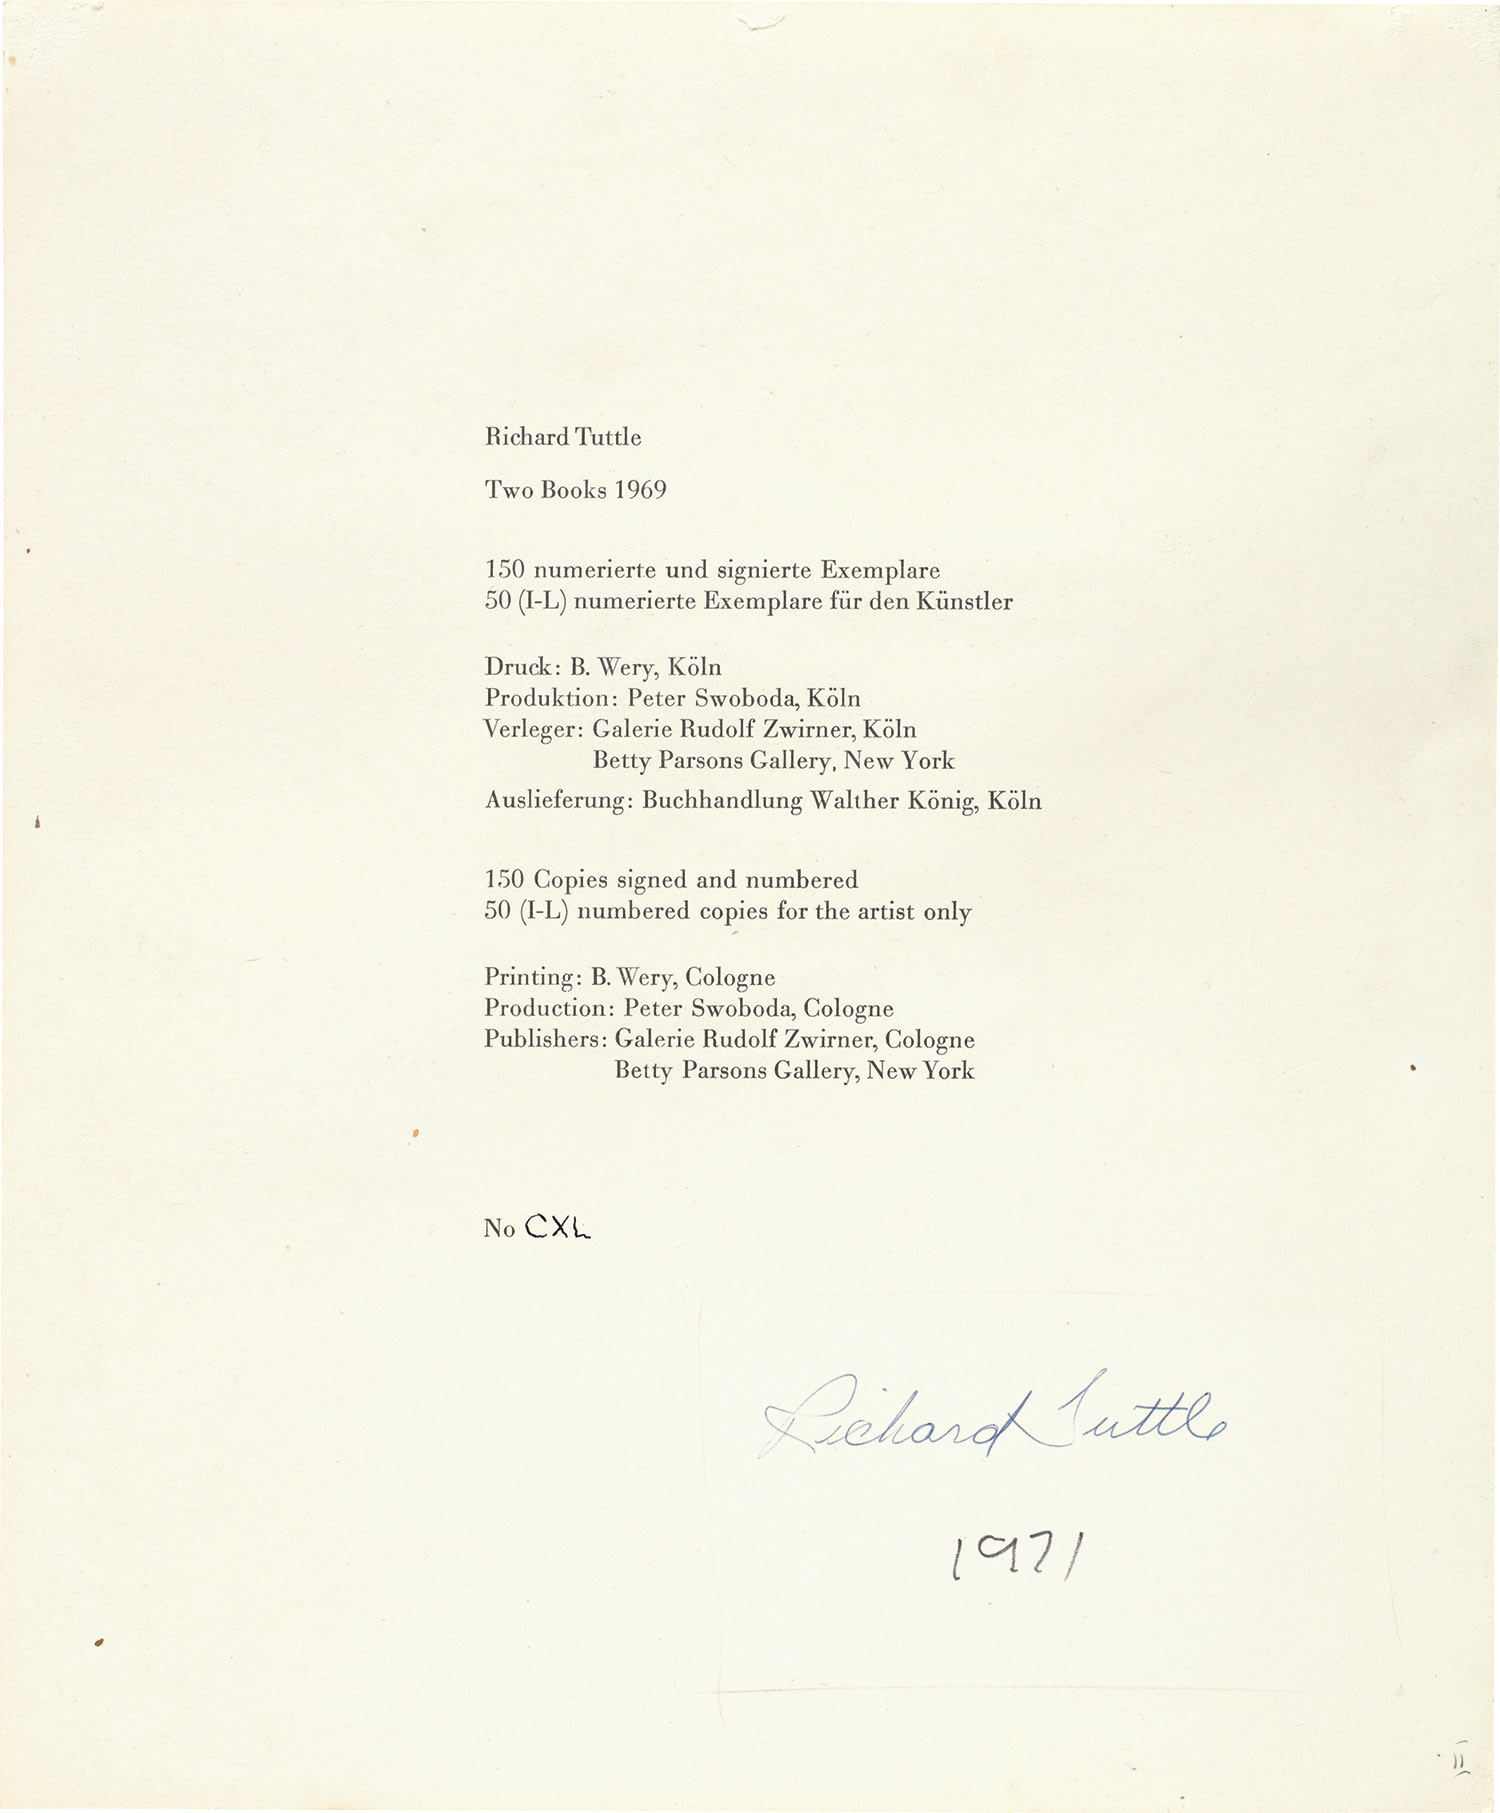 Richard Tuttle
Two Books 1969
150 numerierte und signierte Exemplare
50 (I-L) numerierte Exemplare für den Künstler
Druck: B. Wery, Köln
Produktion: Peter Swoboda, Köln
Verleger: Galerie Rudolf Zwirner, Köln
Betty Parsons Gallery, New York
Auslieferung: Buchhandlung Walther König, Köln
150 Copies signed and numbered
50 (I-L) numbered copies for the artist only
Printing: B. Wery, Cologne
Production: Peter Swoboda, Cologne
Publishers: Galerie Rudolf Zwirner, Cologne
Betty Parsons Gallery, New York
No CXL
Richard Tuttle
1971
II